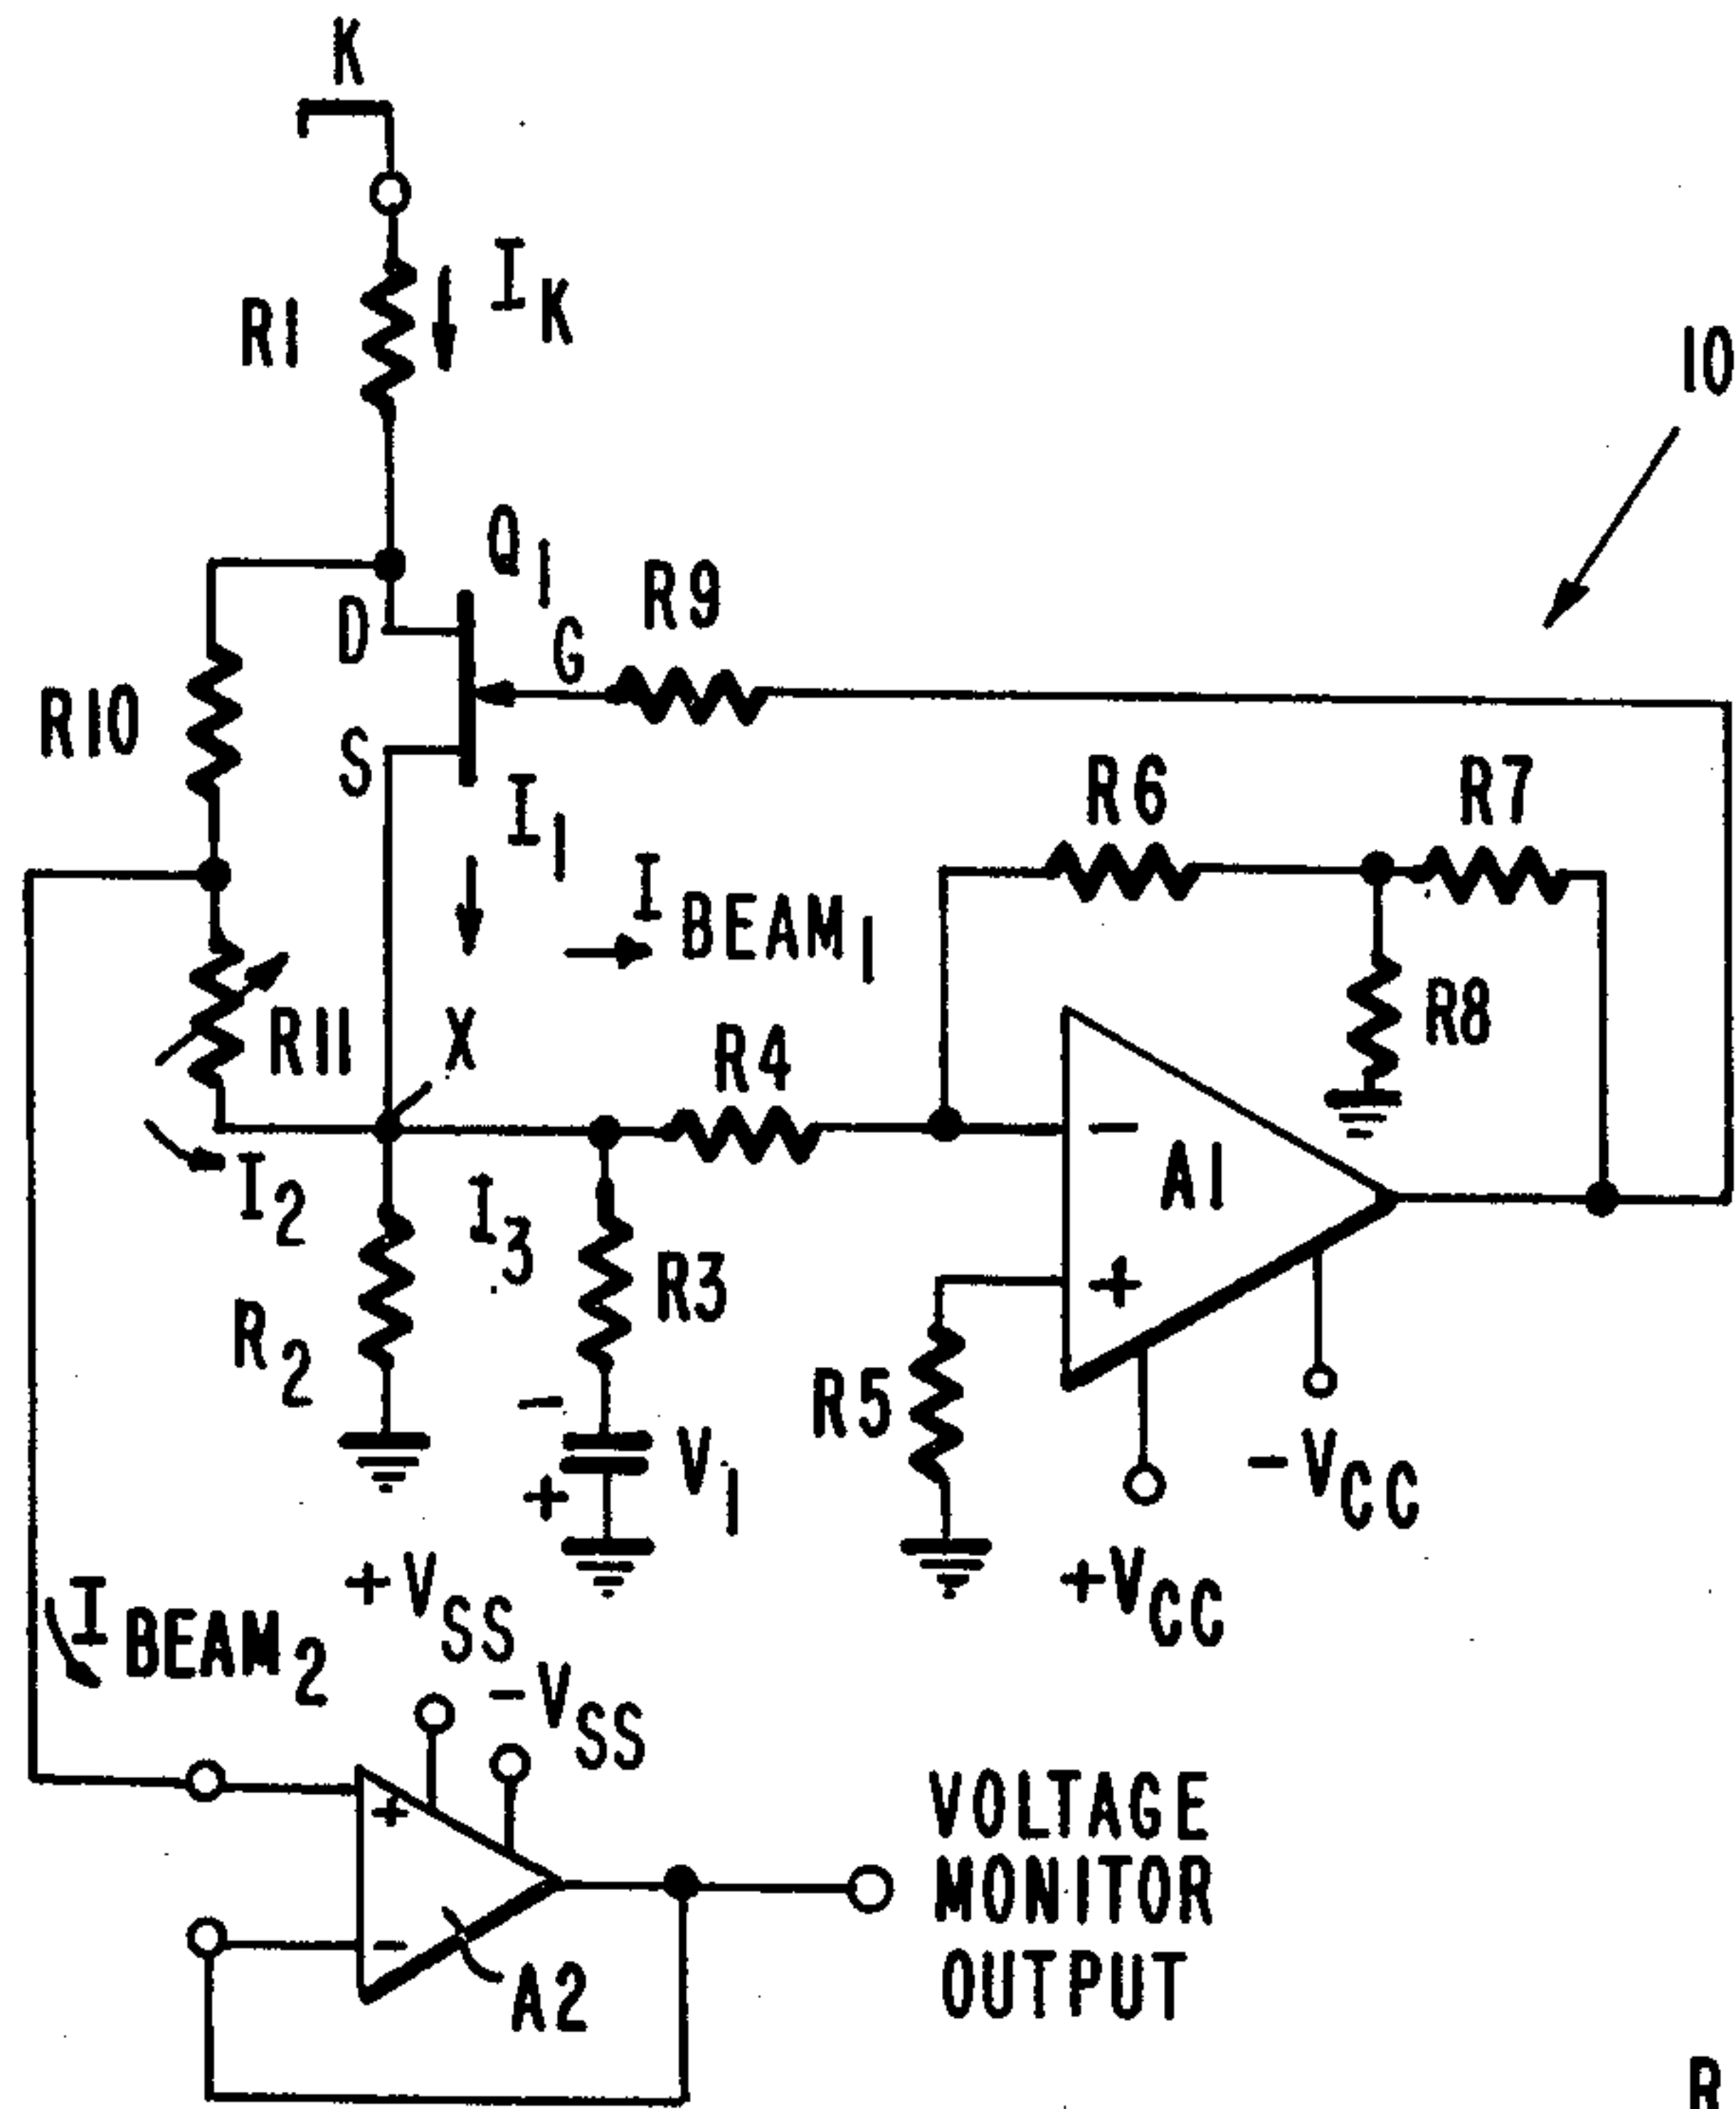 K
I K
R1
10
Q1
R9
D
G
R10
S
R6
R7
I1
I BEAM1
R11
X
R4
R8
-
A1
I2
I3
R2
R3
+
R5
-
V1
+
-VCC
+VCC
+VSS
-VSS
I BEAM2
+
-
A2
VOLTAGE
MONITOR
OUTPUT